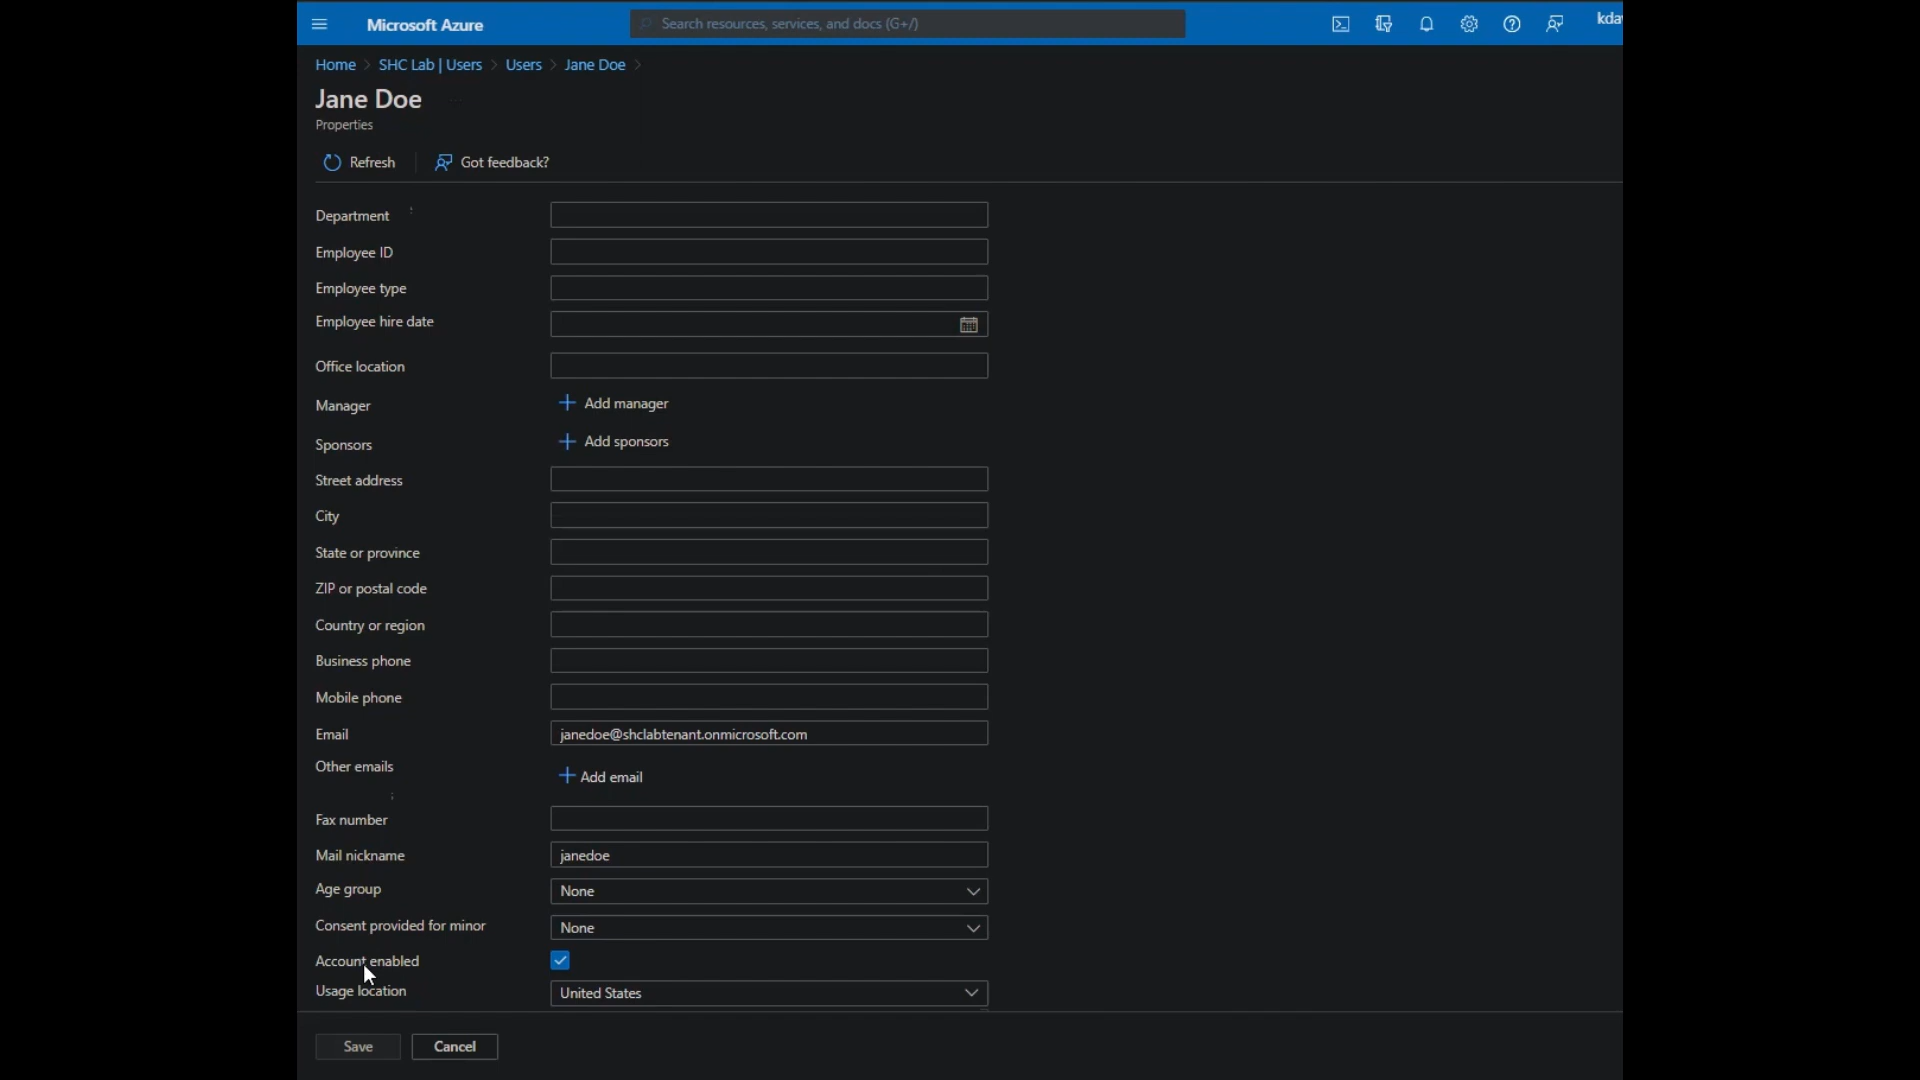 Microsoft Azure
Search resources, services, and docs (G+/)
Home > SHC Lab | Users > Users > Jane Doe >
Jane Doe
Properties
Refresh
Got feedback?
Department
Employee ID
Employee type
Employee hire date
Office location
Manager
Add manager
Sponsors
Add sponsors
Street address
City
State or province
ZIP or postal code
Country or region
Business phone
Mobile phone
Email
janedoe@shclabtenant.onmicrosoft.com
Other emails
Add email
Fax number
Mail nickname
janedoe
Age group
None
Consent provided for minor
None
Account enabled
Usage location
United States
Save
Cancel